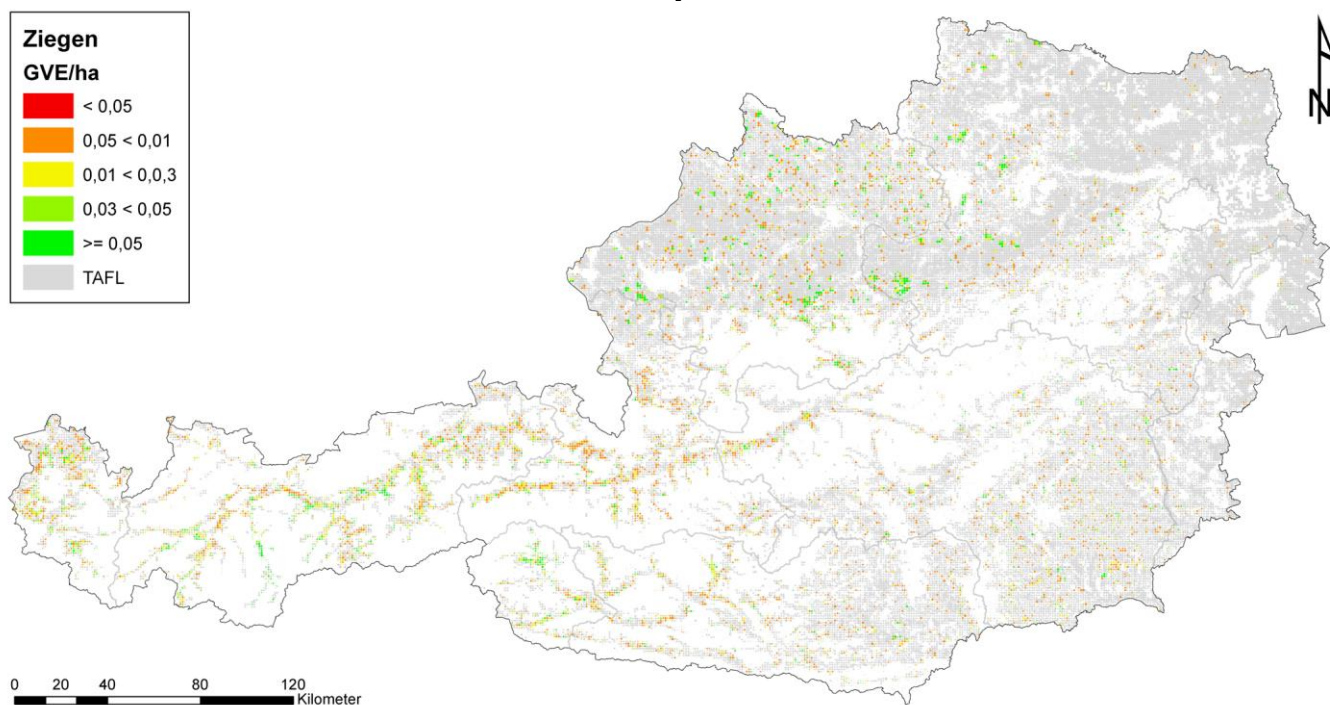 Ziegen
GVE/ha
< 0,05
0.05 < 0,01
0,01 < 0,0,3
0,03 < 0,05
>= 0,05
TAFL
N
0 20 40 80 120
Kilometer